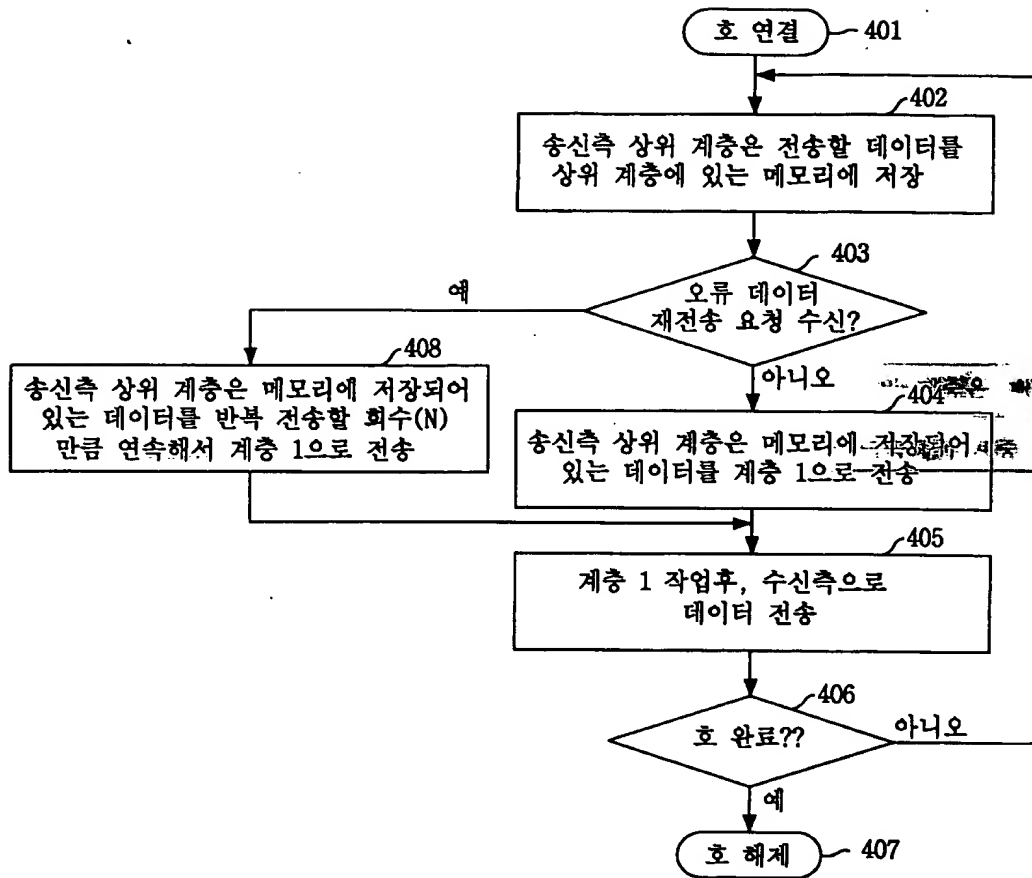 호 연결
401
402
송신측 상위 계층은 전송할 데이터를
상위 계층에 있는 메모리에 저장
403
오류 데이터
재전송 요청 수신?
예
아니오
408
송신측 상위 계층은 메모리에 저장되어
있는 데이터를 반복 전송할 회수(N)
만큼 연속해서 계층 1으로 전송
404
송신측 상위 계층은 메모리에 저장되어
있는 데이터를 계층 1으로 전송
405
계층 1 작업후, 수신측으로
데이터 전송
406
호 완료??
아니오
예
호 해제
407